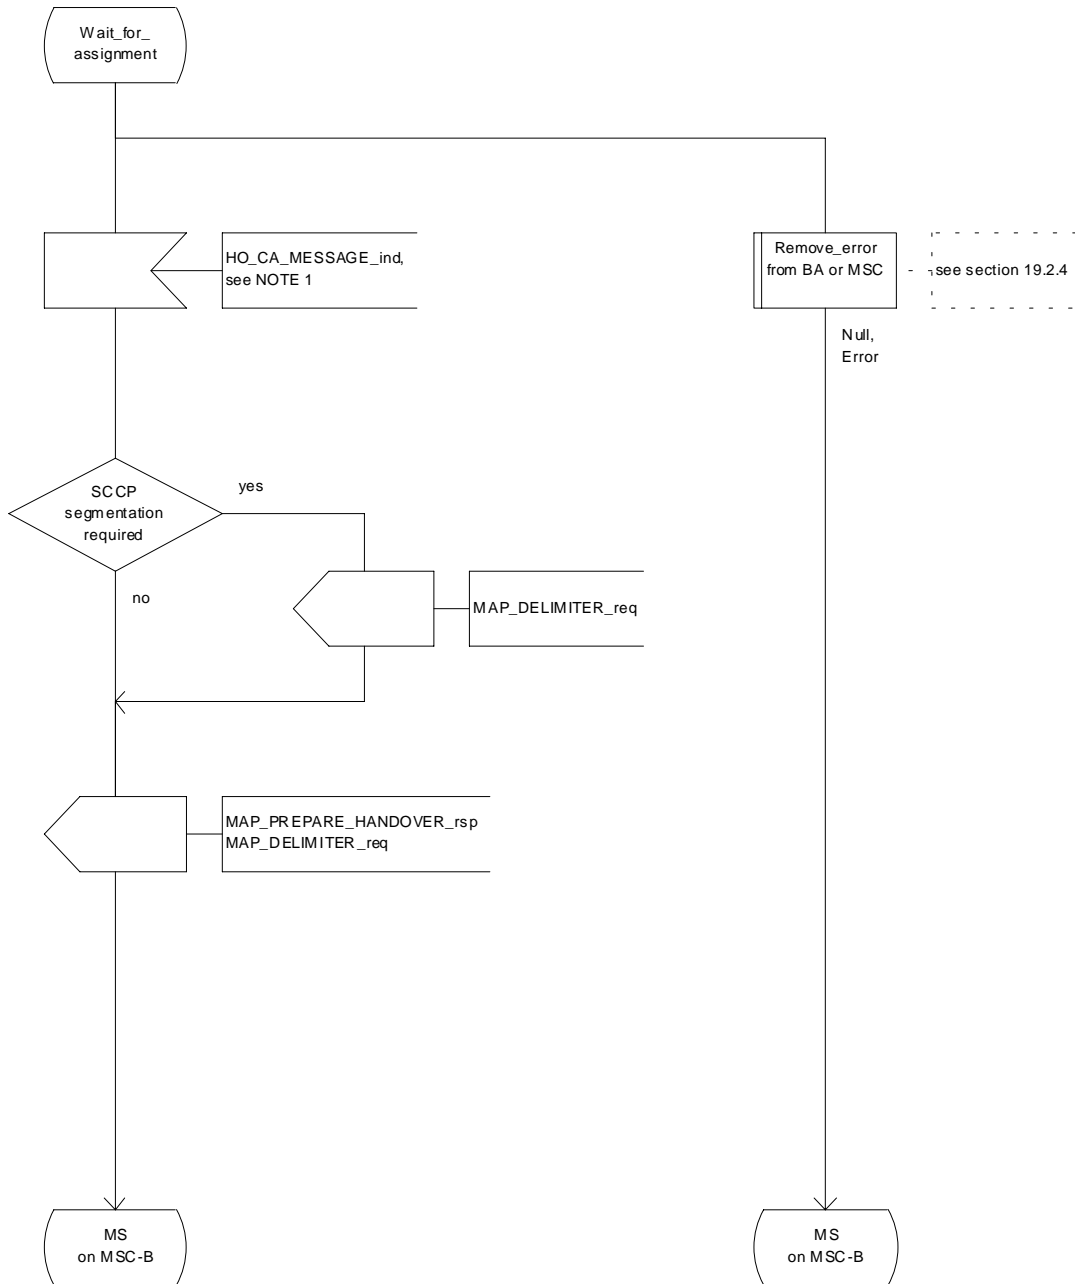 Wait_for_
assignment
HO_CA_MESSAGE_ind,
see NOTE 1
Remove_error
from BA or MSC
see section 19.2.4
Null,
Error
SCCP
segmentation
required
yes
no
MAP_DELIMITER_req
MAP_PREPARE_HANDOVER_rsp
MAP_DELIMITER_req
MS
on MSC-B
MS
on MSC-B